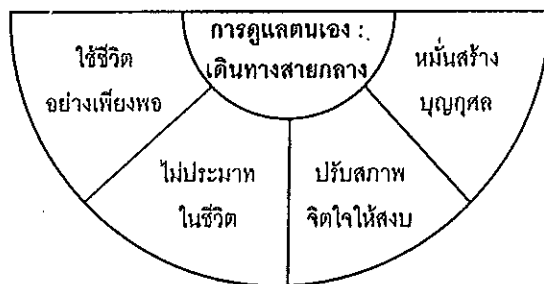 การดูแลตนเอง :
เดินทางสายกลาง
ใช้ชีวิต
อย่างเพียงพอ
ไม่ประมาท
ในชีวิต
ปรับสภาพ
จิตใจให้สงบ
หมั่นสร้าง
บุญกุศล